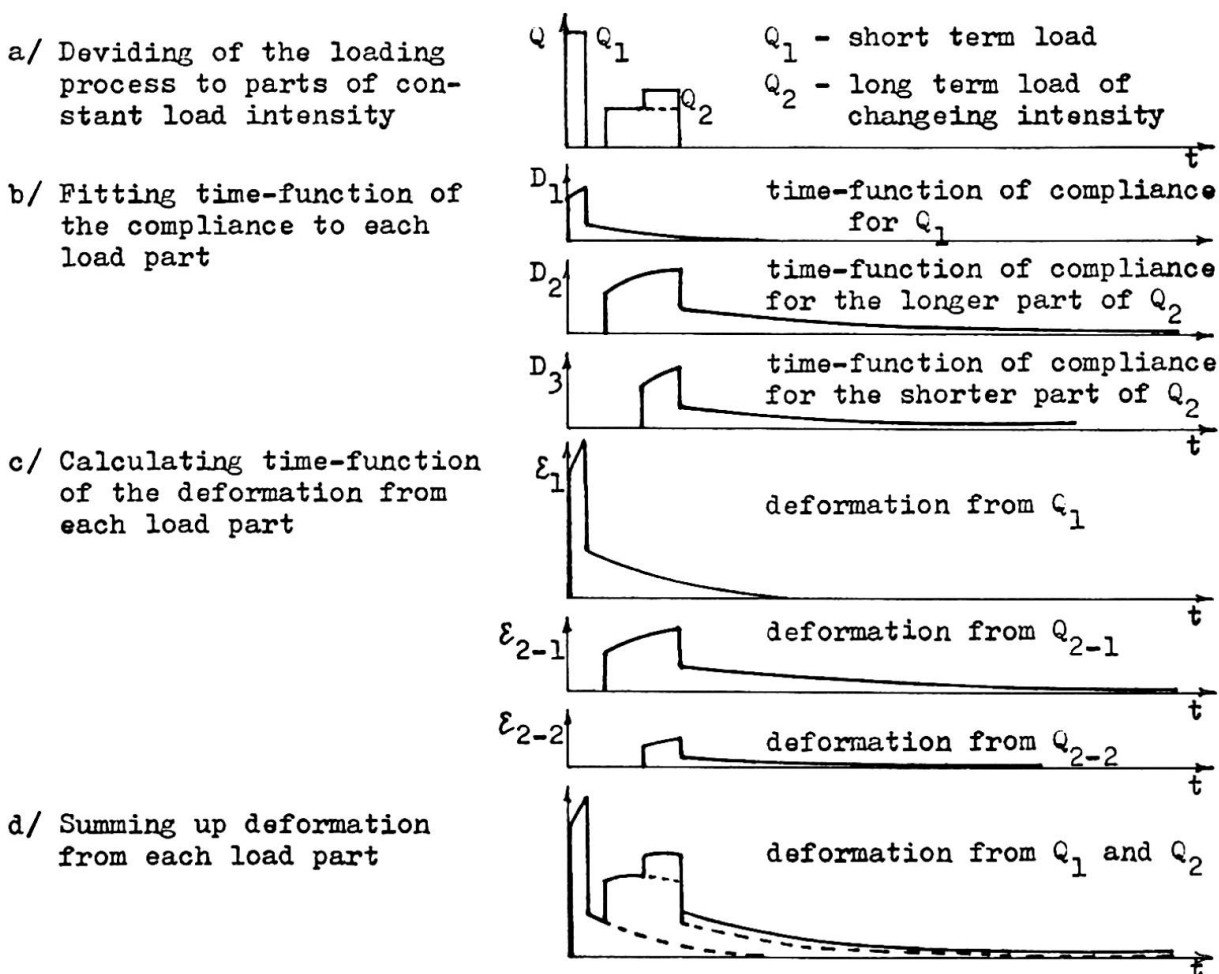 a/ Deviding of the loading
process to parts of con-
stant load intensity
Q
Q₁
Q₂
Q₁ - short term load
Q₂ - long term load of
changeing intensity
t
b/ Fitting time-function of
the compliance to each
load part
D₁
time-function of compliance
for Q₁
D₂
time-function of compliance
for the longer part of Q₂
D₃
time-function of compliance
for the shorter part of Q₂
t
c/ Calculating time-function
of the deformation from
each load part
ε₁
deformation from Q₁
t
ε₂₋₁
deformation from Q₂₋₁
t
ε₂₋₂
deformation from Q₂₋₂
t
d/ Summing up deformation
from each load part
deformation from Q₁ and Q₂
t